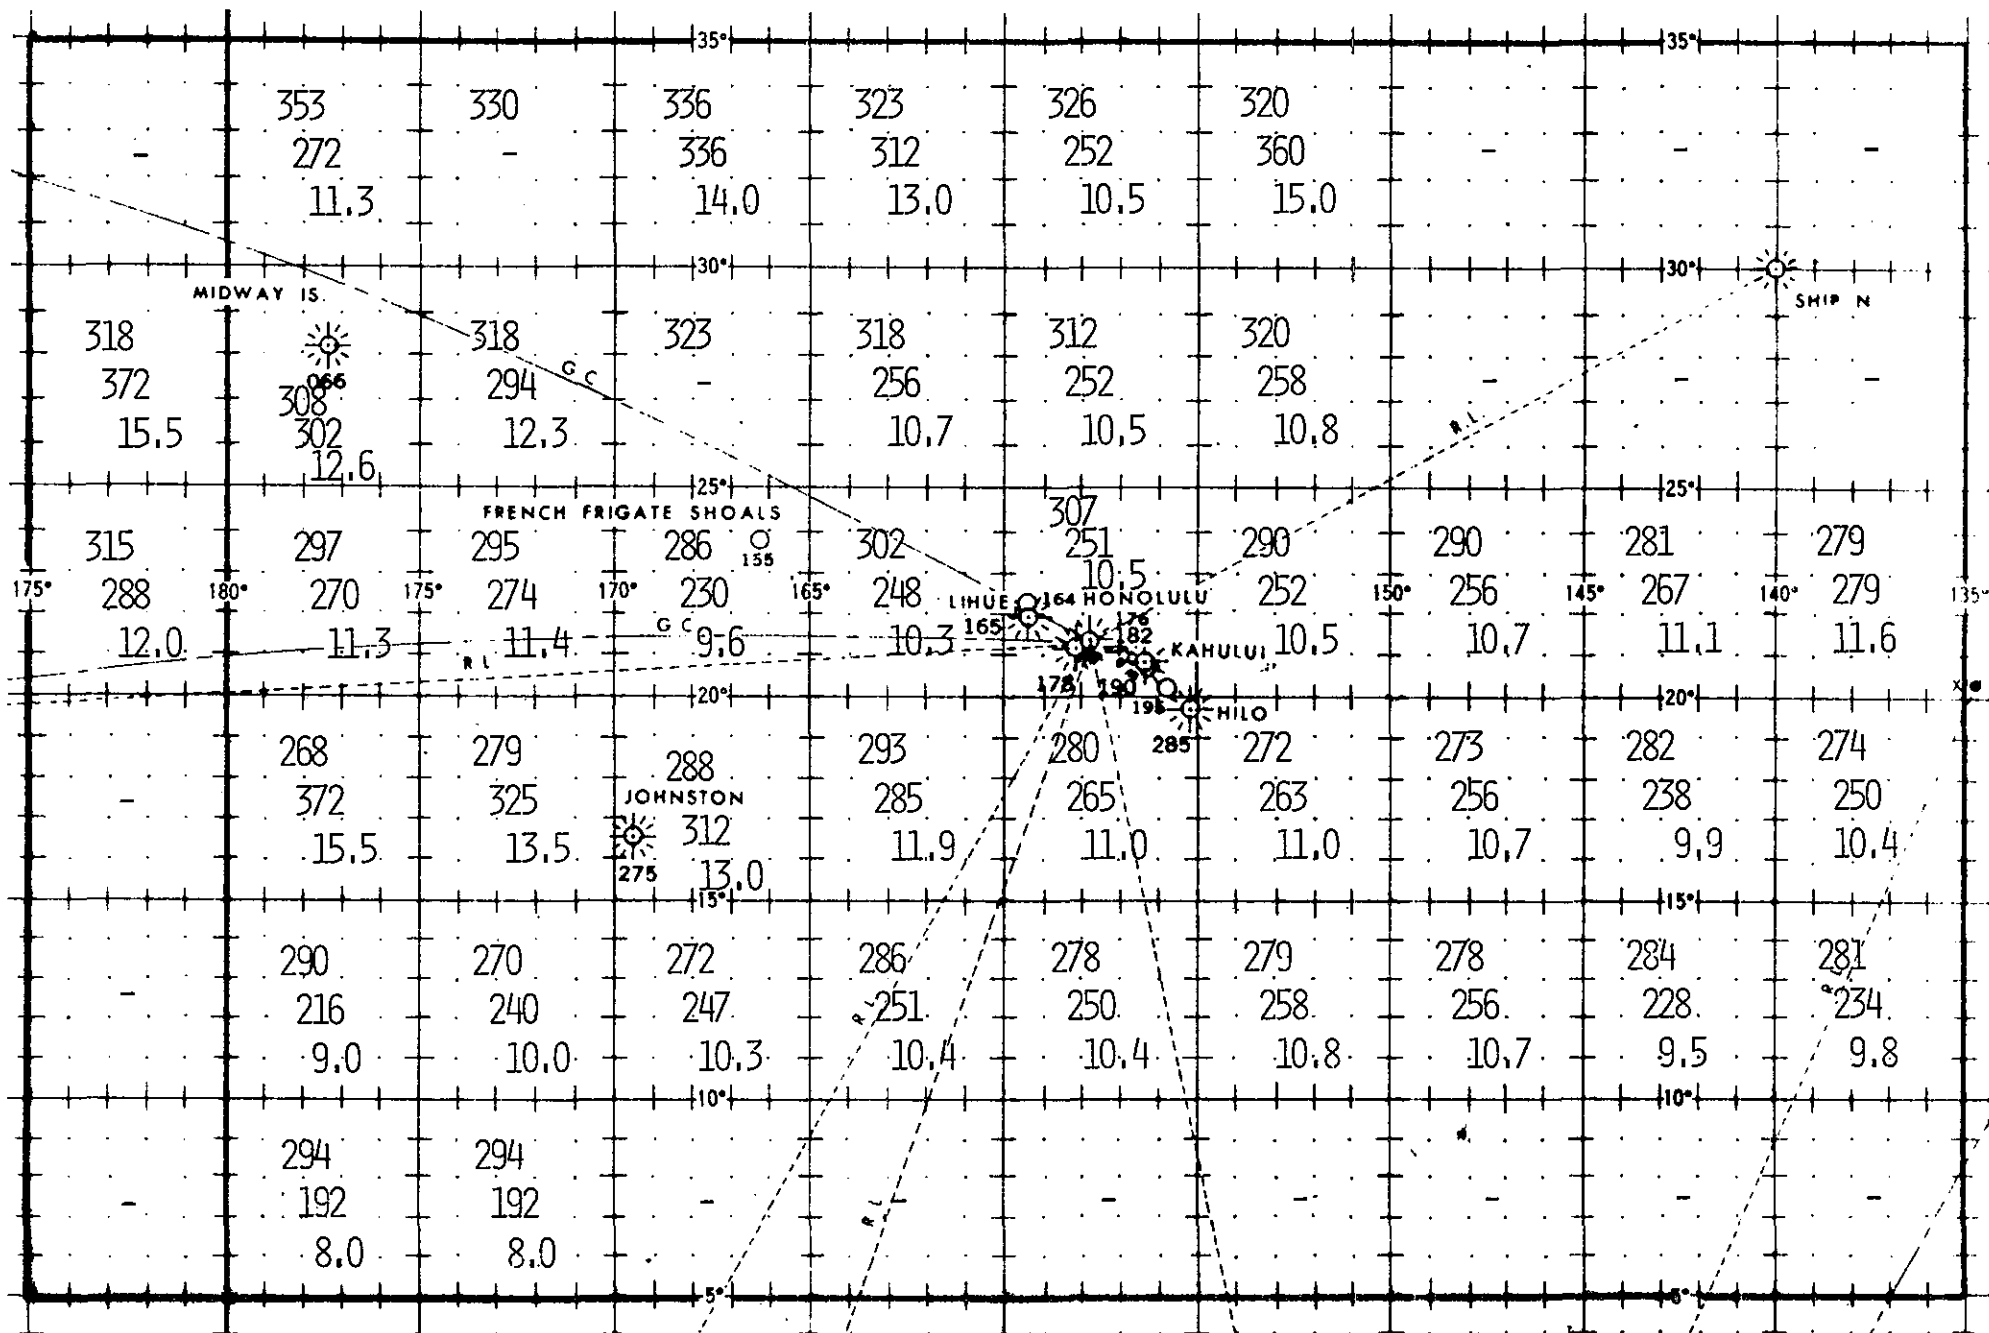 35° 35°
353 330 336 323 326 320
- 272 - 336 312 252 360 - - -
11.3 14.0 13.0 10.5 15.0
30° 30°
MIDWAY IS.
SHIP N
318 318 323 318 312 320
G C
066
372 294 - 256 252 258 - - -
308
R.L.
15.5 302 12.3 10.7 10.5 10.8
12.6
25° 25°
FRENCH FRIGATE SHOALS 307
315 297 295 286 155 302 251 290 290 281 279
10.5
175° 180° 175° 170° 165° 150° 145° 140° 135°
288 270 274 230 248 LIHUE 164 HONOLULU 252 256 267 279
G C 165 176
182
12.0 11.3 11.4 9.6 10.3 KAHULUI 10.5 10.7 11.1 11.6
R L
20° 190 20°
195 HILO
285
268 279 288 293 280 272 273 282 274
JOHNSTON
- 372 325 285 265 263 256 238 250
312
15.5 13.5 11.9 11.0 11.0 10.7 9.9 10.4
275 13.0
15° 15°
290 270 272 286 278 279 278 284 281
R.L.
- 216 240 247 251 250 258 256 228 234
R L
9.0 10.0 10.3 10.4 10.4 10.8 10.7 9.5 9.8
10° 10°
294 294
- 192 192 - - - - - - -
R L
8.0 8.0
5° 5°